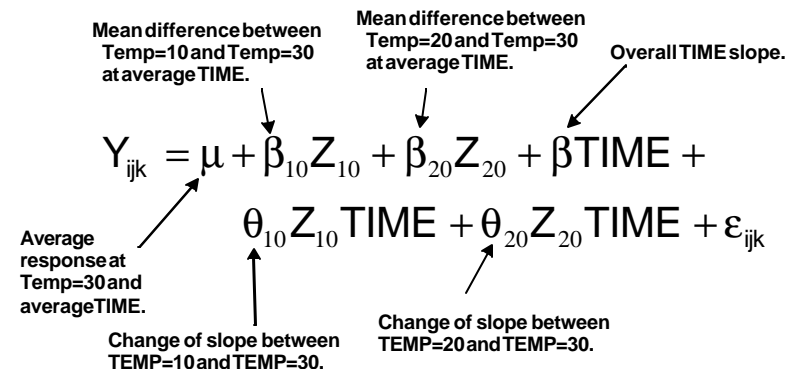 Mean difference between
Temp=10 and Temp=30
at average TIME.
Mean difference between
Temp=20 and Temp=30
at average TIME.
Overall TIME slope.
Y_ijk = μ + β_10 Z_10 + β_20 Z_20 + β TIME +
θ_10 Z_10 TIME + θ_20 Z_20 TIME + ε_ijk
Average
response at
Temp=30 and
average TIME.
Change of slope between
TEMP=10 and TEMP=30.
Change of slope between
TEMP=20 and TEMP=30.